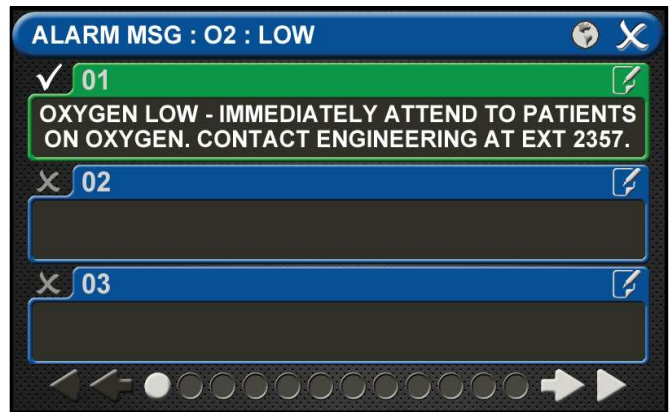 ALARM MSG : O2 : LOW
01
OXYGEN LOW - IMMEDIATELY ATTEND TO PATIENTS
ON OXYGEN. CONTACT ENGINEERING AT EXT 2357.
02
03